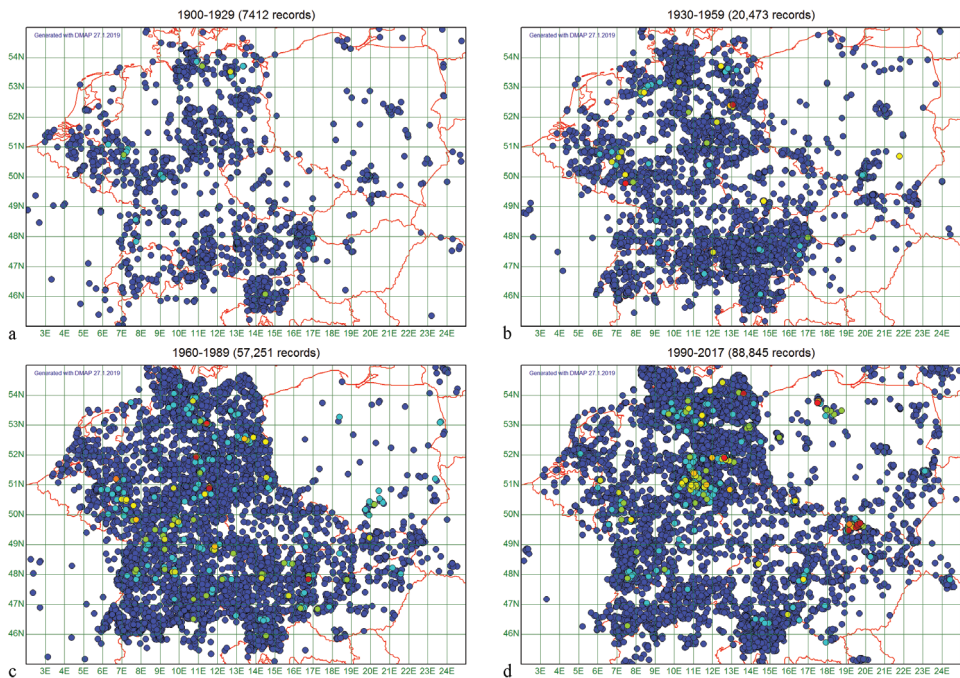 1900-1929 (7412 records)
Generated with DMAP 27.1.2019
54N
53N
52N
51N
50N
49N
48N
47N
46N
3E 4E 5E 6E 7E 8E 9E 10E 11E 12E 13E 14E 15E 16E 17E 18E 19E 20E 21E 22E 23E 24E
a
1930-1959 (20,473 records)
Generated with DMAP 27.1.2019
54N
53N
52N
51N
50N
49N
48N
47N
46N
3E 4E 5E 6E 7E 8E 9E 10E 11E 12E 13E 14E 15E 16E 17E 18E 19E 20E 21E 22E 23E 24E
b
1960-1989 (57,251 records)
Generated with DMAP 27.1.2019
54N
53N
52N
51N
50N
49N
48N
47N
46N
3E 4E 5E 6E 7E 8E 9E 10E 11E 12E 13E 14E 15E 16E 17E 18E 19E 20E 21E 22E 23E 24E
c
1990-2017 (88,845 records)
Generated with DMAP 27.1.2019
54N
53N
52N
51N
50N
49N
48N
47N
46N
3E 4E 5E 6E 7E 8E 9E 10E 11E 12E 13E 14E 15E 16E 17E 18E 19E 20E 21E 22E 23E 24E
d